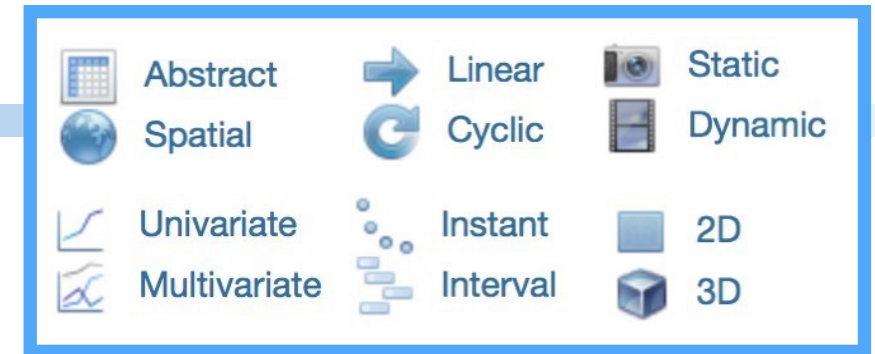 Abstract
Linear
Static
Spatial
Cyclic
Dynamic
Univariate
Instant
2D
Multivariate
Interval
3D